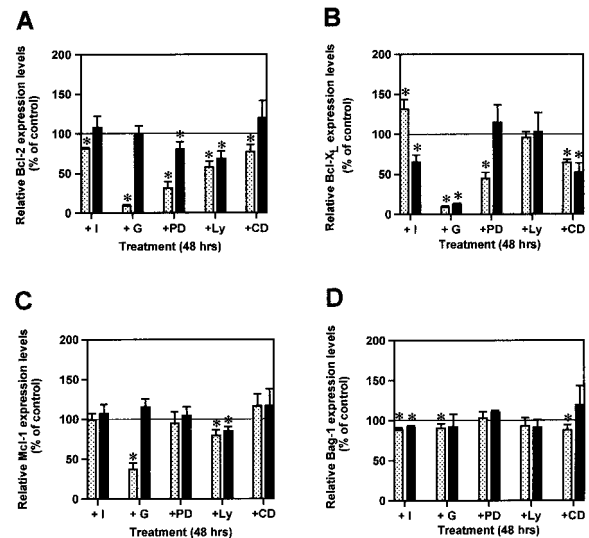 A
Relative Bcl-2 expression levels
(% of control)
200
150
100
50
0
* * * * * * *
+ I + G +PD +Ly +CD
Treatment (48 hrs)
B
Relative Bcl-XL expression levels
(% of control)
200
150
100
50
0
* * * * * * *
+ I + G +PD +Ly +CD
Treatment (48 hrs)
C
Relative Mcl-1 expression levels
(% of control)
200
150
100
50
0
* * *
+ I + G +PD +Ly +CD
Treatment (48 hrs)
D
Relative Bag-1 expression levels
(% of control)
200
150
100
50
0
* * * *
+ I + G +PD +Ly +CD
Treatment (48 hrs)